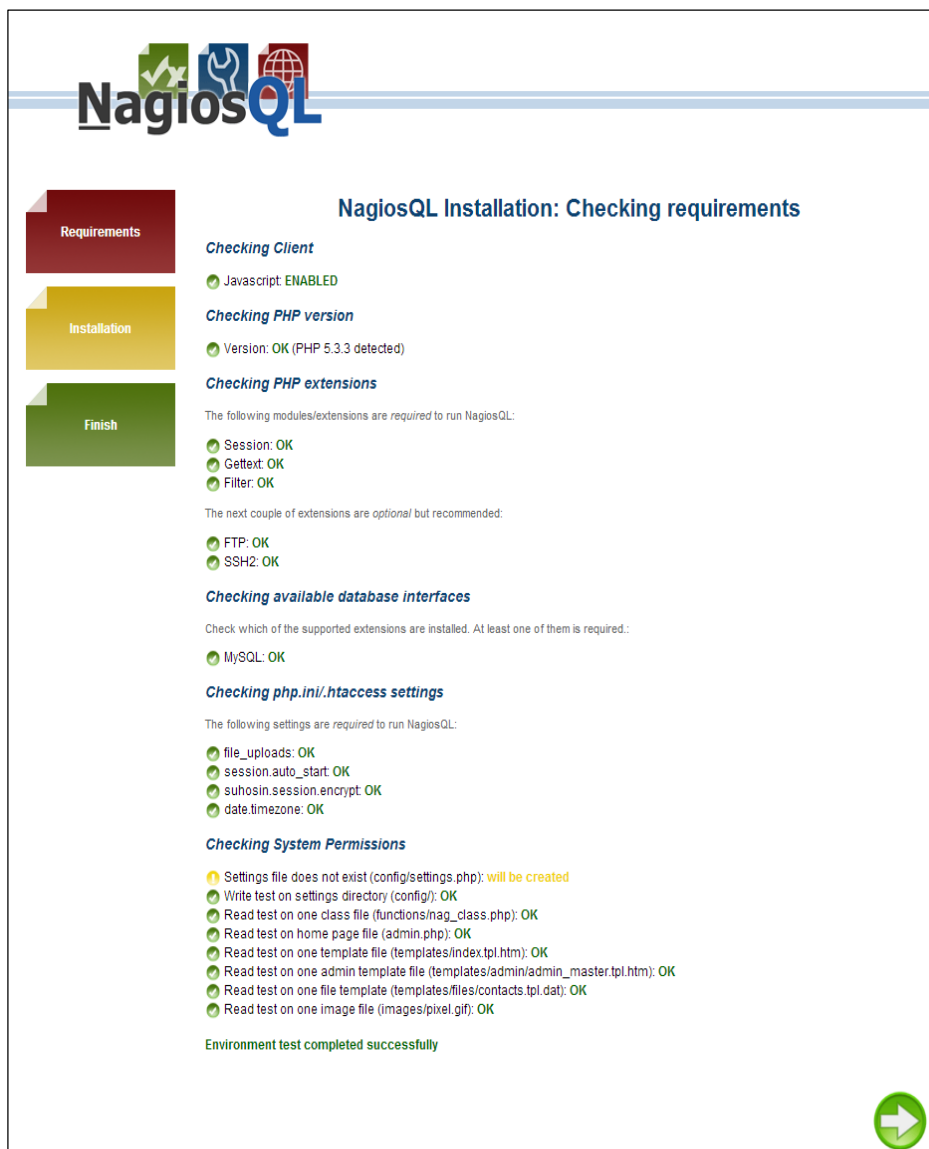 NagiosQL
Requirements
Installation
Finish
NagiosQL Installation: Checking requirements
Checking Client
Javascript: ENABLED
Checking PHP version
Version: OK (PHP 5.3.3 detected)
Checking PHP extensions
The following modules/extensions are required to run NagiosQL:
Session: OK
Gettext: OK
Filter: OK
The next couple of extensions are optional but recommended:
FTP: OK
SSH2: OK
Checking available database interfaces
Check which of the supported extensions are installed. At least one of them is required.:
MySQL: OK
Checking php.ini/.htaccess settings
The following settings are required to run NagiosQL:
file_uploads: OK
session.auto_start: OK
suhosin.session.encrypt: OK
date.timezone: OK
Checking System Permissions
Settings file does not exist (config/settings.php): will be created
Write test on settings directory (config/): OK
Read test on one class file (functions/nag_class.php): OK
Read test on home page file (admin.php): OK
Read test on one template file (templates/index.tpl.htm): OK
Read test on one admin template file (templates/admin/admin_master.tpl.htm): OK
Read test on one file template (templates/files/contacts.tpl.dat): OK
Read test on one image file (images/pixel.gif): OK
Environment test completed successfully